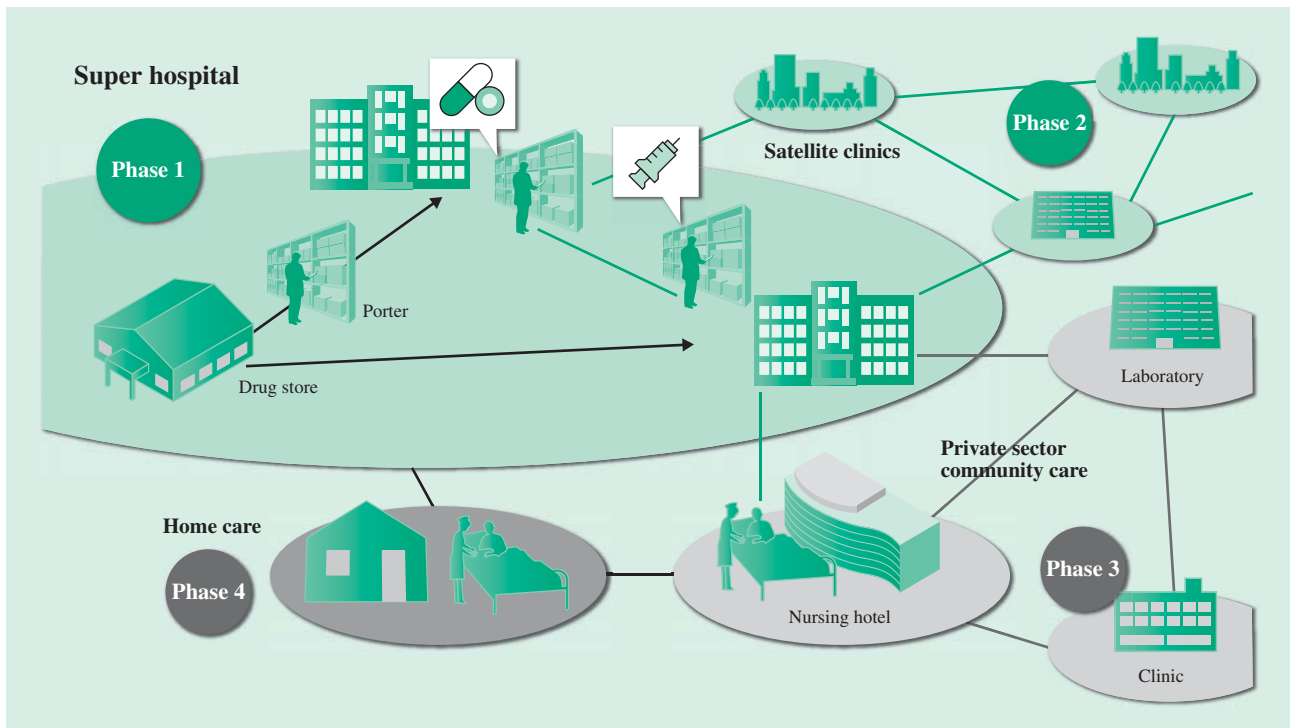 Super hospital
Phase 1
Phase 2
Satellite clinics
Porter
Drug store
Laboratory
Private sector
community care
Home care
Phase 4
Phase 3
Nursing hotel
Clinic